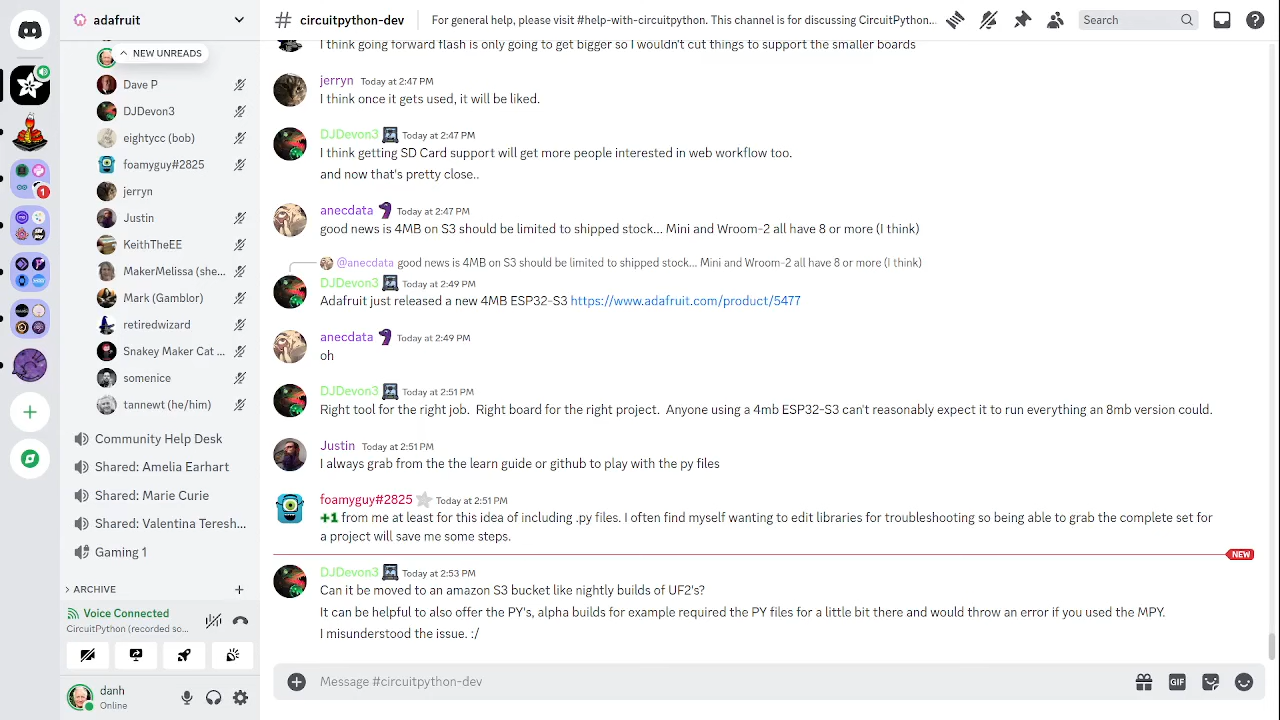 adafruit
NEW UNREADS
Dave P
DJDevon3
eightycc (bob)
foamyguy#2825
jerryn
Justin
KeithTheEE
MakerMelissa (she...
Mark (Gamblor)
retiredwizard
Snakey Maker Cat ...
somenice
tannewt (he/him)
Community Help Desk
Shared: Amelia Earhart
Shared: Marie Curie
Shared: Valentina Teresh...
Gaming 1
ARCHIVE
Voice Connected
CircuitPython (recorded so...
danh
Online
1
# circuitpython-dev
For general help, please visit #help-with-circuitpython. This channel is for discussing CircuitPython...
Search
I think going forward flash is only going to get bigger so I wouldn't cut things to support the smaller boards
jerryn Today at 2:47 PM
I think once it gets used, it will be liked.
DJDevon3 Today at 2:47 PM
I think getting SD Card support will get more people interested in web workflow too.
and now that's pretty close..
anecdata Today at 2:47 PM
good news is 4MB on S3 should be limited to shipped stock... Mini and Wroom-2 all have 8 or more (I think)
@anecdata good news is 4MB on S3 should be limited to shipped stock... Mini and Wroom-2 all have 8 or more (I think)
DJDevon3 Today at 2:49 PM
Adafruit just released a new 4MB ESP32-S3 https://www.adafruit.com/product/5477
anecdata Today at 2:49 PM
oh
DJDevon3 Today at 2:51 PM
Right tool for the right job. Right board for the right project. Anyone using a 4mb ESP32-S3 can't reasonably expect it to run everything an 8mb version could.
Justin Today at 2:51 PM
I always grab from the the learn guide or github to play with the py files
foamyguy#2825 Today at 2:51 PM
+1 from me at least for this idea of including .py files. I often find myself wanting to edit libraries for troubleshooting so being able to grab the complete set for
a project will save me some steps.
NEW
DJDevon3 Today at 2:53 PM
Can it be moved to an amazon S3 bucket like nightly builds of UF2's?
It can be helpful to also offer the PY's, alpha builds for example required the PY files for a little bit there and would throw an error if you used the MPY.
I misunderstood the issue. :/
Message #circuitpython-dev
GIF